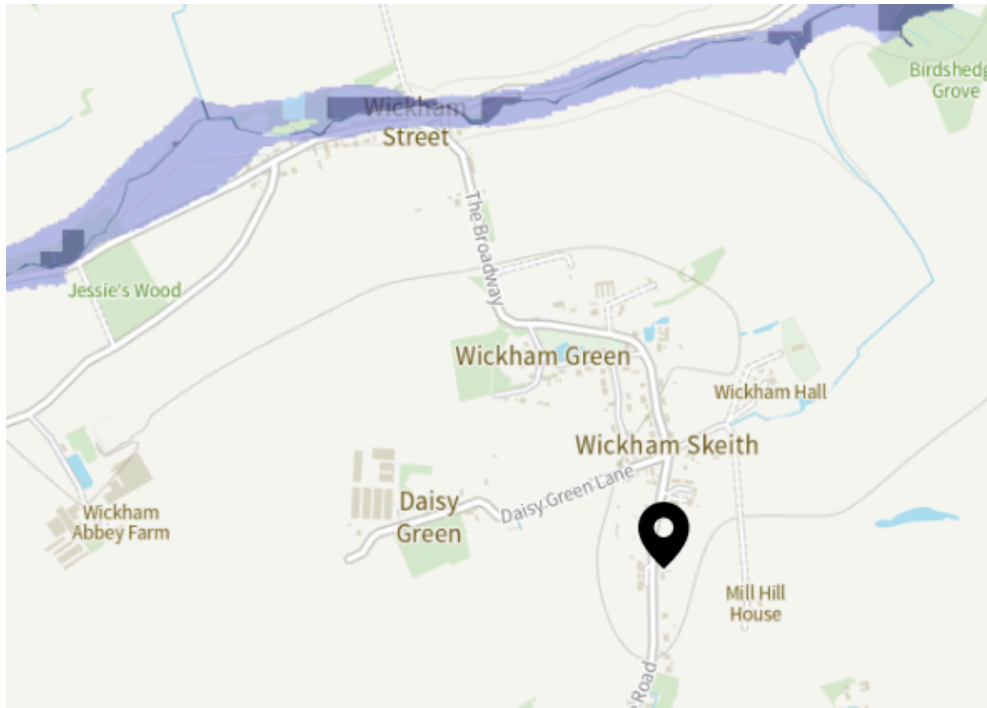 Birdshedg
Grove
Wickham
Street
The Broadway
Jessie's Wood
Wickham Green
Wickham Hall
Wickham Skeith
Daisy Green Lane
Daisy
Green
Wickham
Abbey Farm
Mill Hill
House
Road